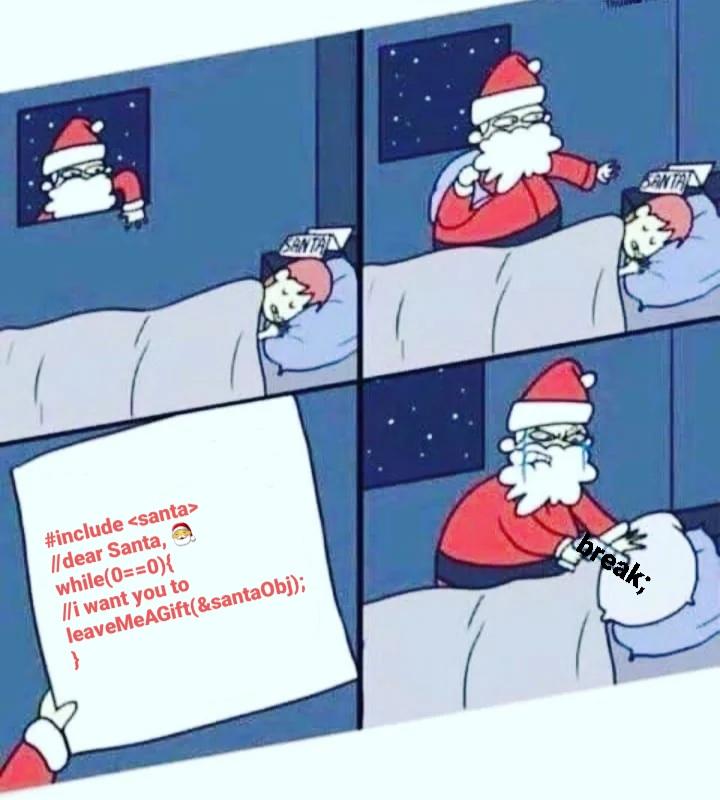 SANTA
SANTA
#include <santa>
//dear Santa, 🎅
while(0==0){
//i want you to
leaveMeAGift(&santaObj);
}
break;